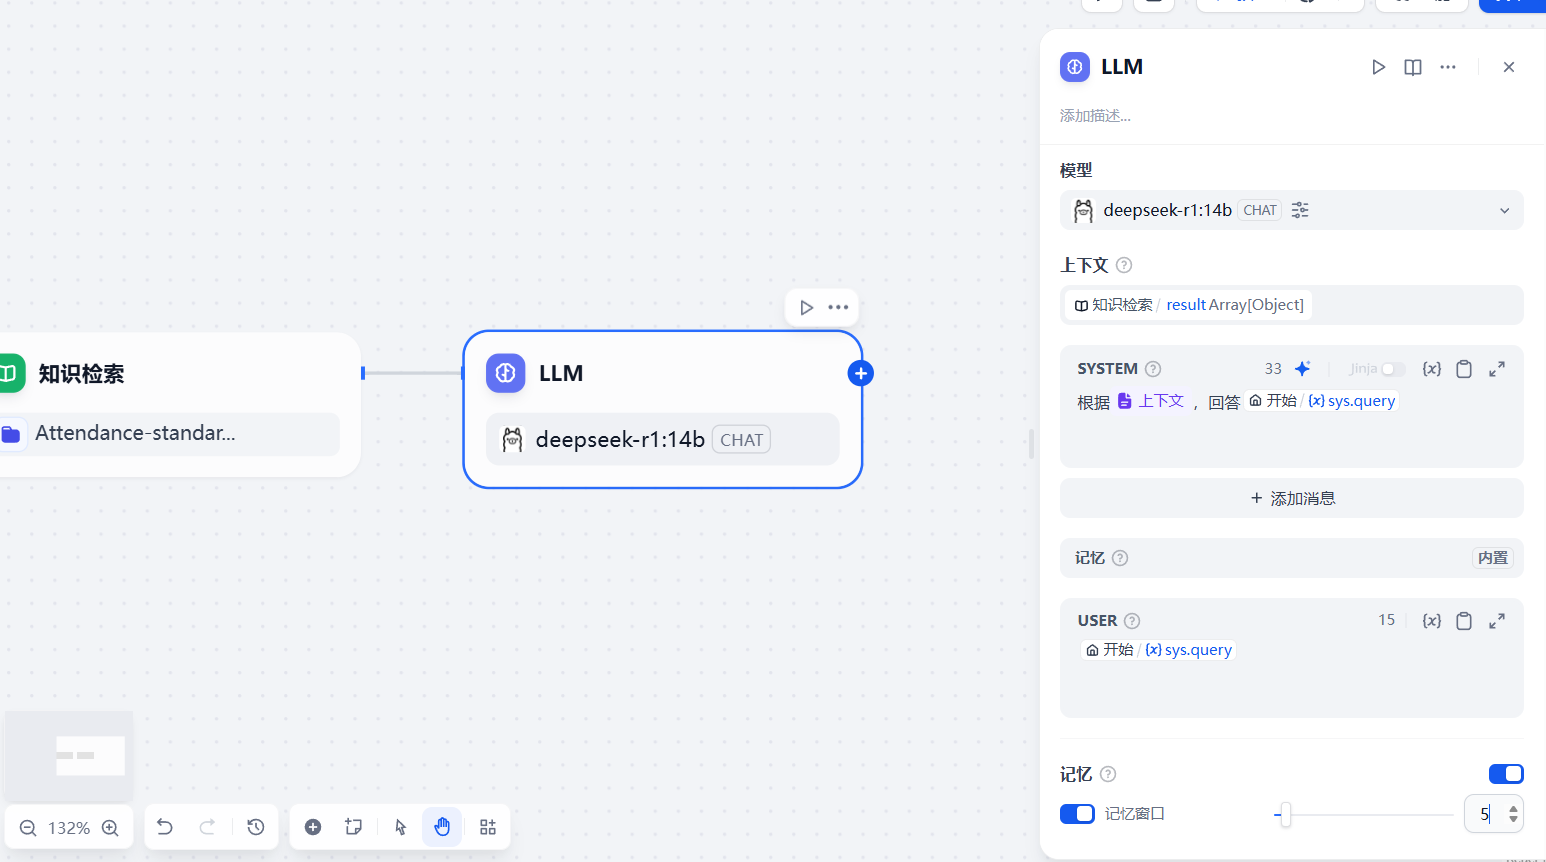 知识检索
Attendance-standar...
LLM
deepseek-r1:14b CHAT
132%
LLM
添加描述...
模型
deepseek-r1:14b CHAT
上下文
知识检索 / result Array[Object]
SYSTEM 33 Jinja {x}
根据 上下文 ，回答 开始 / {x} sys.query
+ 添加消息
记忆 内置
USER 15 {x}
开始 / {x} sys.query
记忆
记忆窗口 5